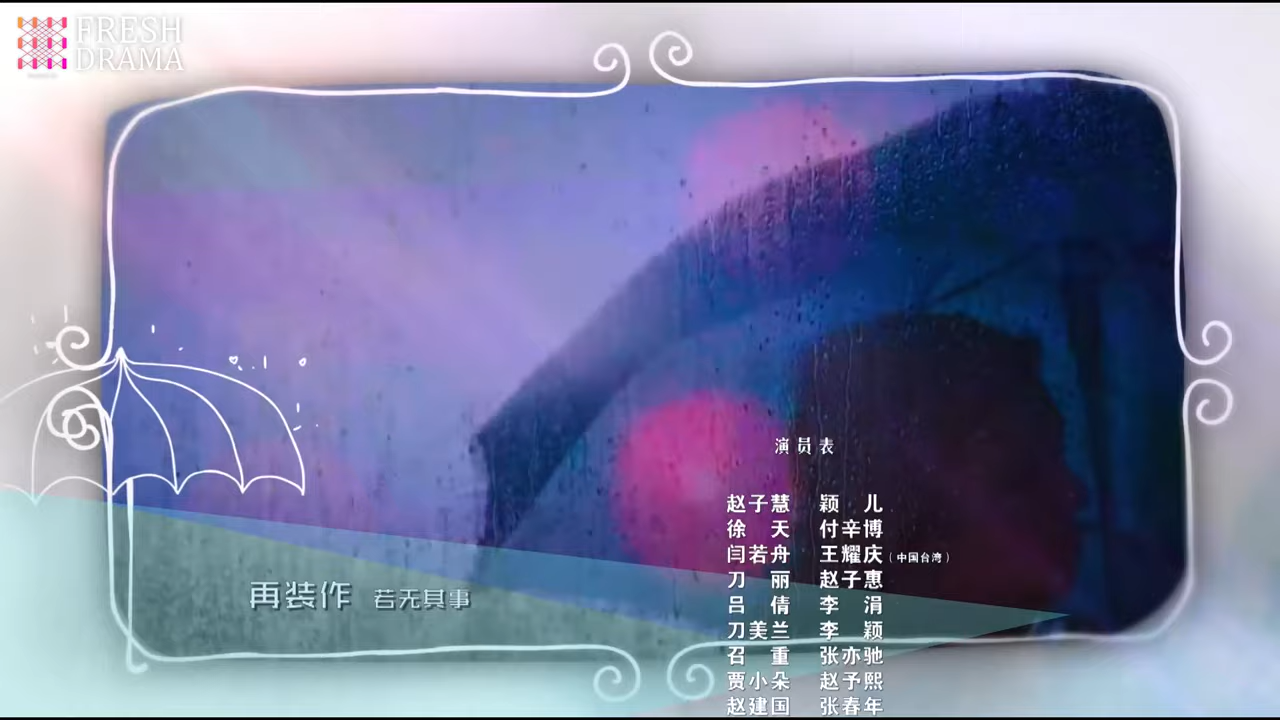 FRESH
DRAMA
演员表
赵子慧 颖 儿
徐 天 付辛博
闫若舟 王耀庆（中国台湾）
刀 丽 赵子惠
吕 倩 李 涓
刀美兰 李 颖
召 重 张亦驰
贾小朵 赵予熙
赵建国 张春年
再装作 若无其事